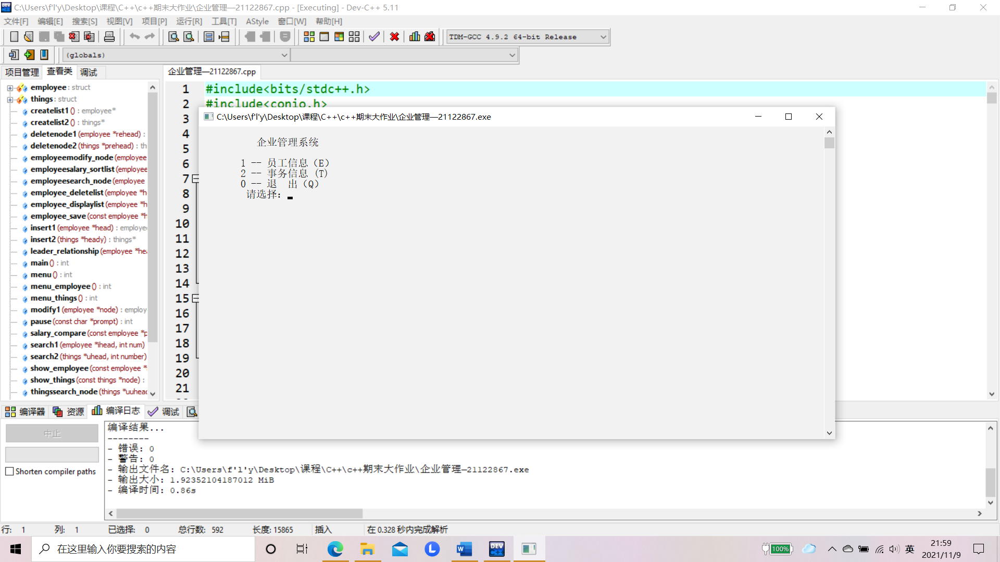 C:\Users\f'l'y\Desktop\课程\C++\c++期末大作业\企业管理—21122867.cpp - [Executing] - Dev-C++ 5.11
文件[F] 编辑[E] 搜索[S] 视图[V] 项目[P] 运行[R] 工具[T] AStyle 窗口[W] 帮助[H]
TDM-GCC 4.9.2 64-bit Release
(globals)
项目管理 查看类 调试
企业管理—21122867.cpp
employee : struct
things : struct
createlist1 () : employee*
createlist2 () : things*
deletenode1 (employee *rehead) :
deletenode2 (things *prehead) : th
employeemodify_node (employee
employeesalary_sortlist (employee
employeesearch_node (employee
employee_deletelist (employee *h
employee_displaylist (employee *h
employee_save (const employee *h
insert1 (employee *head) : employe
insert2 (things *heady) : things*
leader_relationship (employee *hea
main () : int
menu () : int
menu_employee () : int
menu_things () : int
modify1 (employee *node) : employ
pause (const char *prompt) : int
salary_compare (const employee *p
search1 (employee *ihead, int num)
search2 (things *uhead, int number)
show_employee (const employee *
show_things (const things *node) :
thingssearch_node (things *uuhead
1 #include<bits/stdc++.h>
2 #include<conio.h>
3
4
5
6
7
8
9
10
11
12
13
14
15
16
17
18
19
20
21
C:\Users\f'l'y\Desktop\课程\C++\c++期末大作业\企业管理—21122867.exe
企业管理系统
1 -- 员工信息（E）
2 -- 事务信息（T)
0 -- 退  出（Q）
请选择：
编译器 资源 编译日志 调试
中止
Shorten compiler paths
编译结果...
--------
- 错误: 0
- 警告: 0
- 输出文件名: C:\Users\f'l'y\Desktop\课程\C++\c++期末大作业\企业管理—21122867.exe
- 输出大小: 1.92352104187012 MiB
- 编译时间: 0.86s
行: 1 列: 1 已选择: 0 总行数: 592 长度: 15865 插入 在 0.328 秒内完成解析
在这里输入你要搜索的内容
L
W
DEV C++
100%
英
21:59
2021/11/9